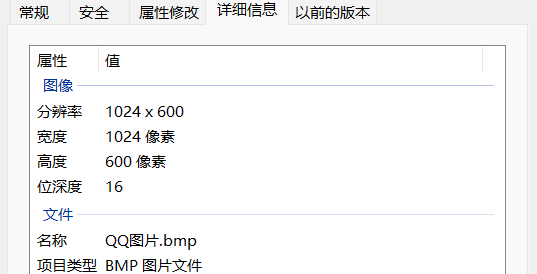 常规 安全 属性修改 详细信息 以前的版本
属性 值
图像
分辨率 1024 x 600
宽度 1024 像素
高度 600 像素
位深度 16
文件
名称 QQ图片.bmp
项目类型 BMP 图片文件